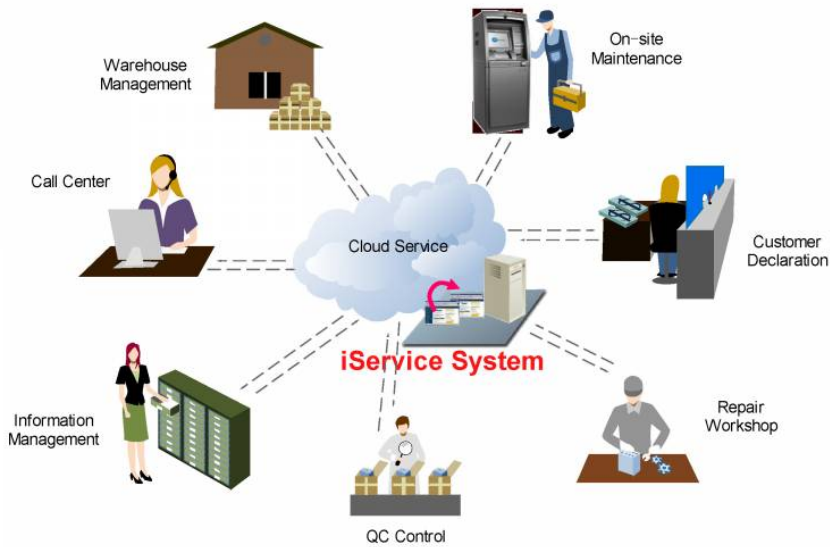 Warehouse
Management
On-site
Maintenance
Call Center
Cloud Service
Customer
Declaration
iService System
Information
Management
Repair
Workshop
QC Control